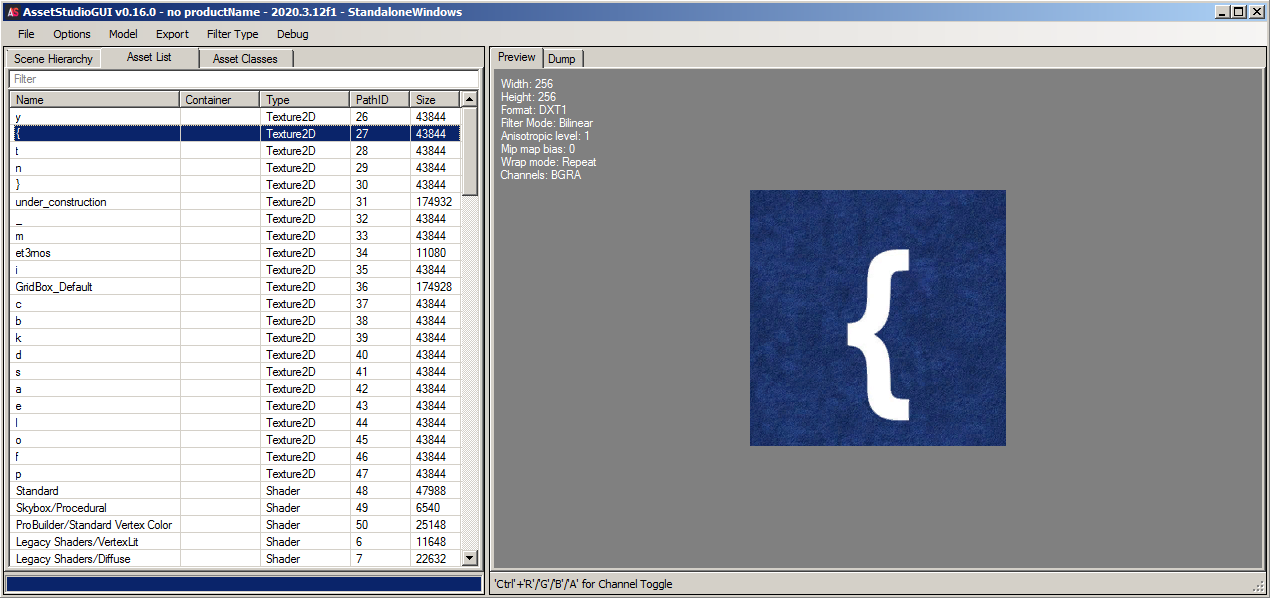 AS AssetStudioGUI v0.16.0 - no productName - 2020.3.12f1 - StandaloneWindows
File Options Model Export Filter Type Debug
Scene Hierarchy Asset List Asset Classes
Filter
Name Container Type PathID Size
y Texture2D 26 43844
{ Texture2D 27 43844
t Texture2D 28 43844
n Texture2D 29 43844
} Texture2D 30 43844
under_construction Texture2D 31 174932
_ Texture2D 32 43844
m Texture2D 33 43844
et3rnos Texture2D 34 11080
i Texture2D 35 43844
GridBox_Default Texture2D 36 174928
c Texture2D 37 43844
b Texture2D 38 43844
k Texture2D 39 43844
d Texture2D 40 43844
s Texture2D 41 43844
a Texture2D 42 43844
e Texture2D 43 43844
l Texture2D 44 43844
o Texture2D 45 43844
f Texture2D 46 43844
p Texture2D 47 43844
Standard Shader 48 47988
Skybox/Procedural Shader 49 6540
ProBuilder/Standard Vertex Color Shader 50 25148
Legacy Shaders/VertexLit Shader 6 11648
Legacy Shaders/Diffuse Shader 7 22632
Preview Dump
Width: 256
Height: 256
Format: DXT1
Filter Mode: Bilinear
Anisotropic level: 1
Mip map bias: 0
Wrap mode: Repeat
Channels: BGRA
{
'Ctrl'+'R'/'G'/'B'/'A' for Channel Toggle